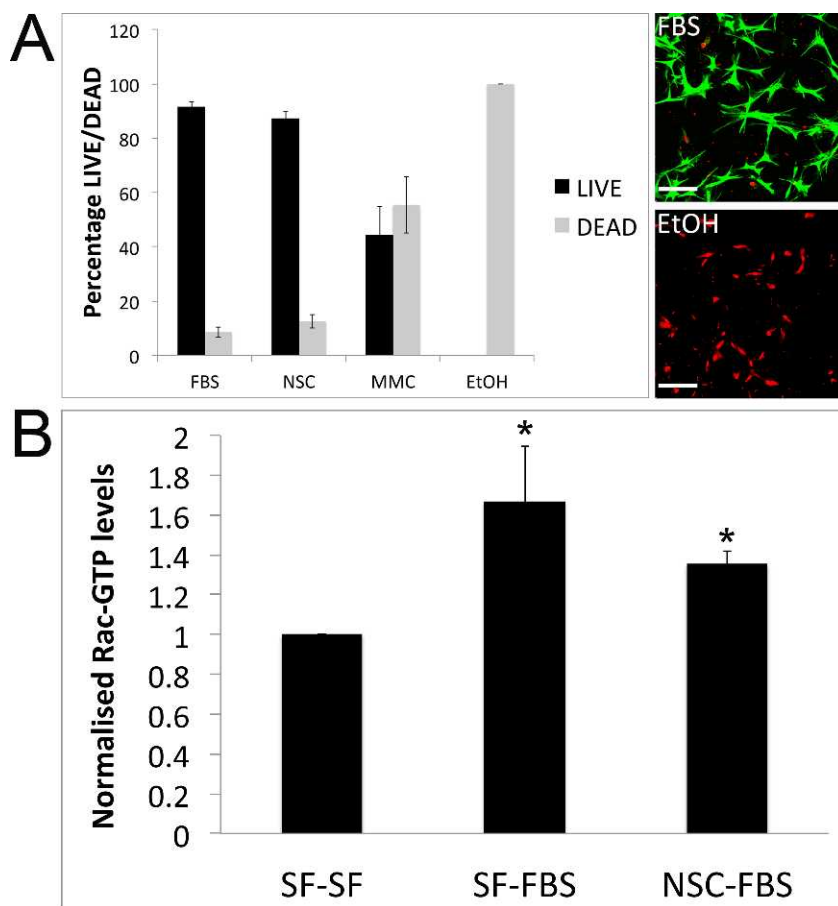 A
Percentage LIVE/DEAD
120
100
80
60
40
20
0
FBS
NSC
MMC
EtOH
LIVE
DEAD
FBS
EtOH
B
Normalised Rac-GTP levels
2
1.8
1.6
1.4
1.2
1
0.8
0.6
0.4
0.2
0
*
*
SF-SF
SF-FBS
NSC-FBS